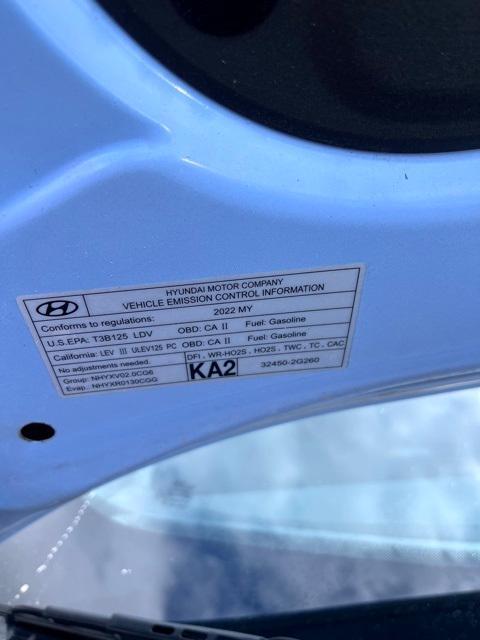 HYUNDAI MOTOR COMPANY
VEHICLE EMISSION CONTROL INFORMATION
Conforms to regulations: 2022 MY
U.S.EPA: T3B125 LDV OBD: CA II Fuel: Gasoline
California: LEV III ULEV125 PC OBD: CA II Fuel: Gasoline
No adjustments needed. DFI, WR-HO2S, HO2S, TWC, TC, CAC
Group: NHYXV02.0CG6 KA2 32450-2G260
Evap.: NHYXR0130CGG